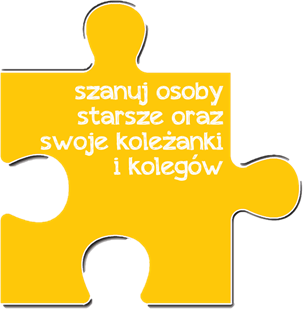 szanuj osoby
starsze oraz
swoje koleżanki
i kolegów